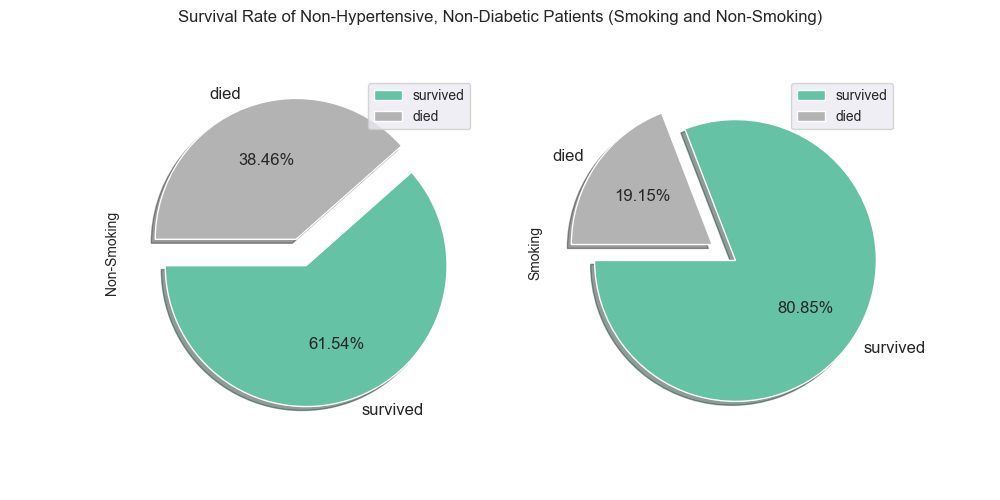 Survival Rate of Non-Hypertensive, Non-Diabetic Patients (Smoking and Non-Smoking)
Non-Smoking
died
38.46%
61.54%
survived
survived
died
Smoking
died
19.15%
80.85%
survived
survived
died